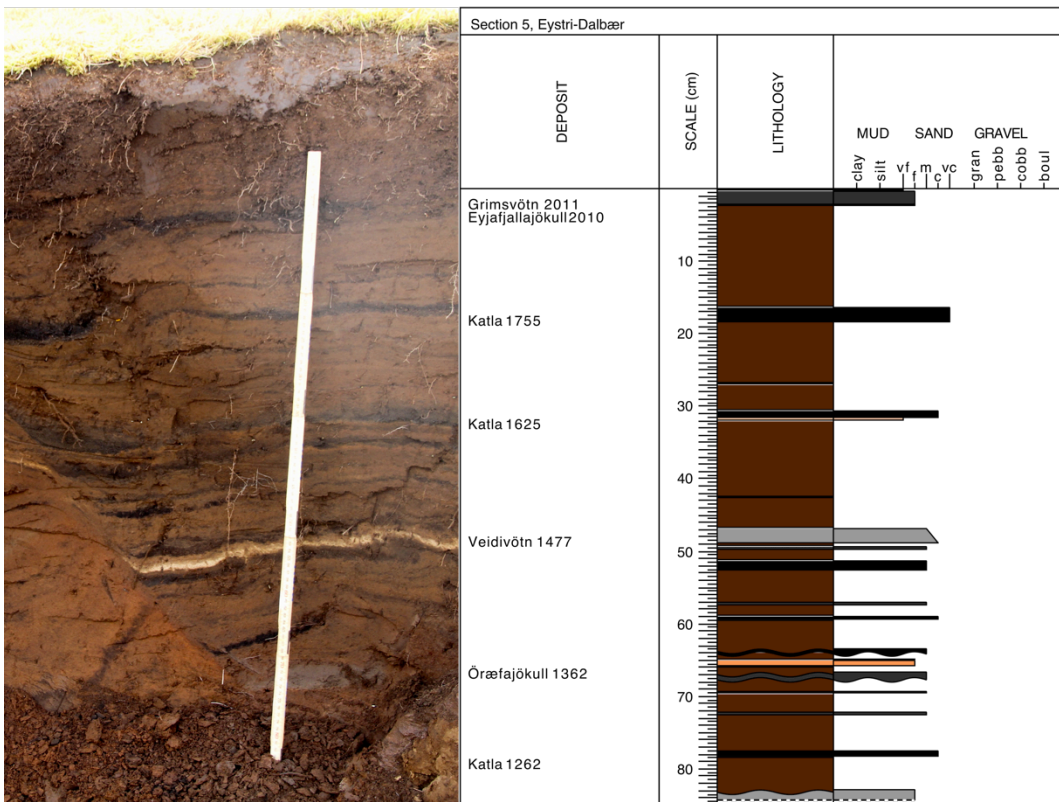 Section 5, Eystri-Dalbær
DEPOSIT
SCALE (cm)
LITHOLOGY
MUD SAND GRAVEL
clay silt vf f m c vc gran pebb cobb boul
Grimsvötn 2011
Eyjafjallajökull 2010
10
Katla 1755
20
30
Katla 1625
40
Veidivötn 1477
50
60
Öræfajökull 1362
70
Katla 1262
80